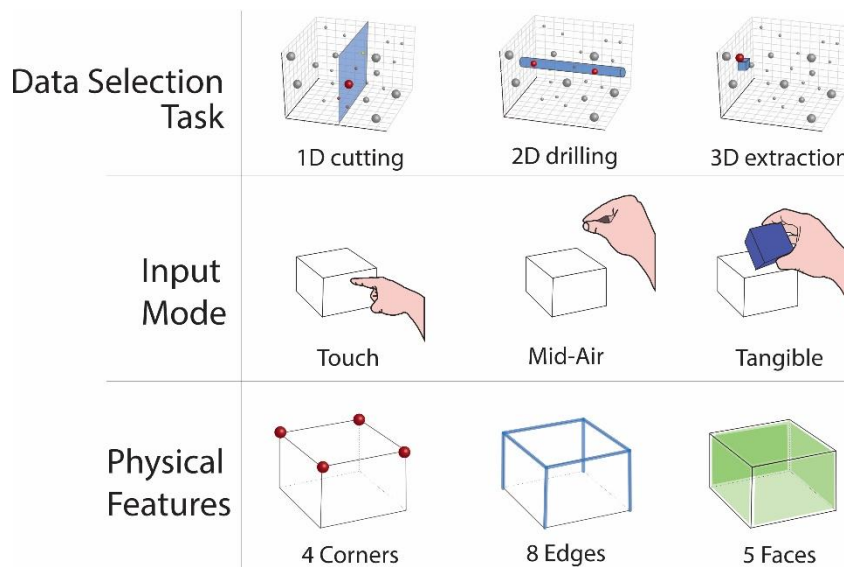 Data Selection
Task
1D cutting
2D drilling
3D extraction
Input
Mode
Touch
Mid-Air
Tangible
Physical
Features
4 Corners
8 Edges
5 Faces